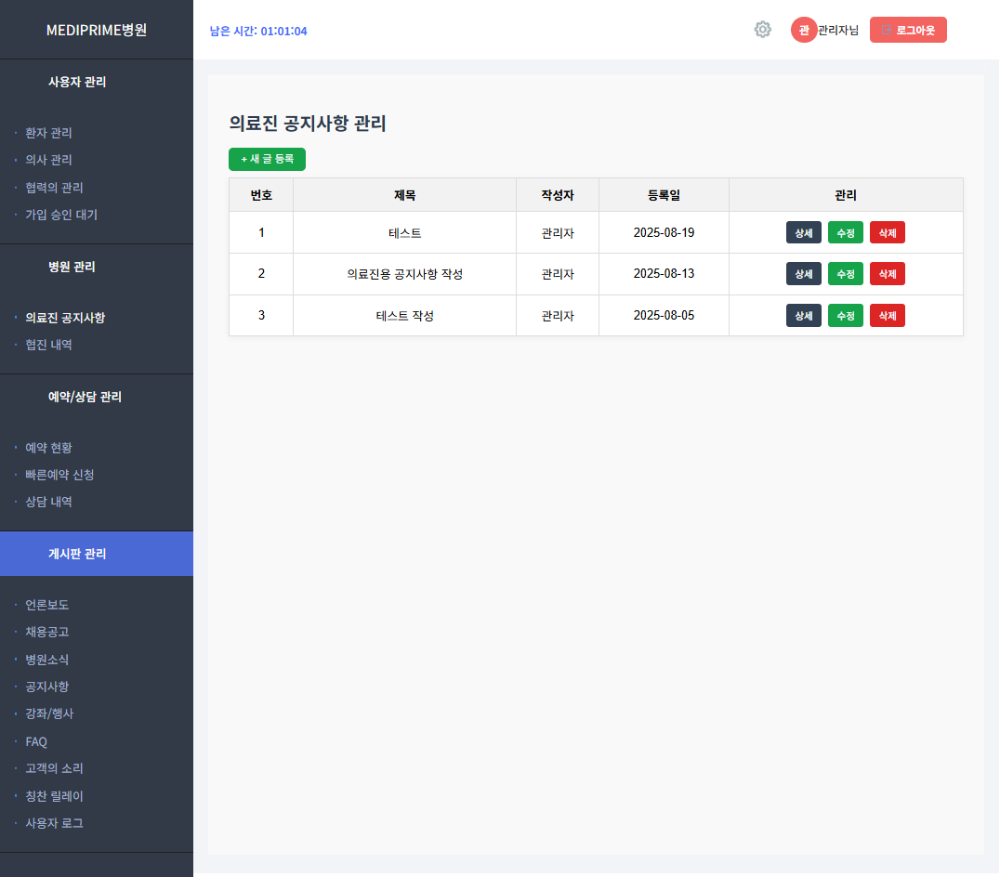 MEDIPRIME병원
남은 시간: 01:01:04
관 관리자님 로그아웃
사용자 관리
· 환자 관리
· 의사 관리
· 협력의 관리
· 가입 승인 대기
병원 관리
· 의료진 공지사항
· 협진 내역
예약/상담 관리
· 예약 현황
· 빠른예약 신청
· 상담 내역
게시판 관리
· 언론보도
· 채용공고
· 병원소식
· 공지사항
· 강좌/행사
· FAQ
· 고객의 소리
· 칭찬 릴레이
· 사용자 로그
의료진 공지사항 관리
+ 새 글 등록
번호 제목 작성자 등록일 관리
1 테스트 관리자 2025-08-19 상세 수정 삭제
2 의료진용 공지사항 작성 관리자 2025-08-13 상세 수정 삭제
3 테스트 작성 관리자 2025-08-05 상세 수정 삭제